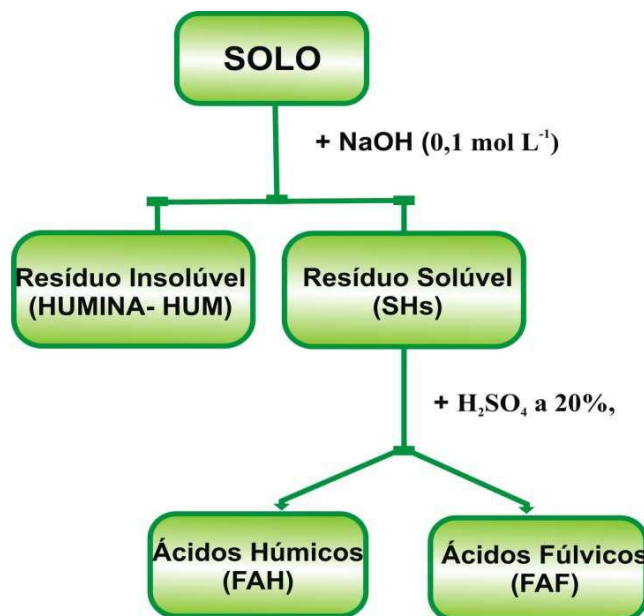 SOLO
+ NaOH (0,1 mol L⁻¹)
Resíduo Insolúvel
(HUMINA- HUM)
Resíduo Solúvel
(SHs)
+ H₂SO₄ a 20%,
Ácidos Húmicos
(FAH)
Ácidos Fúlvicos
(FAF)